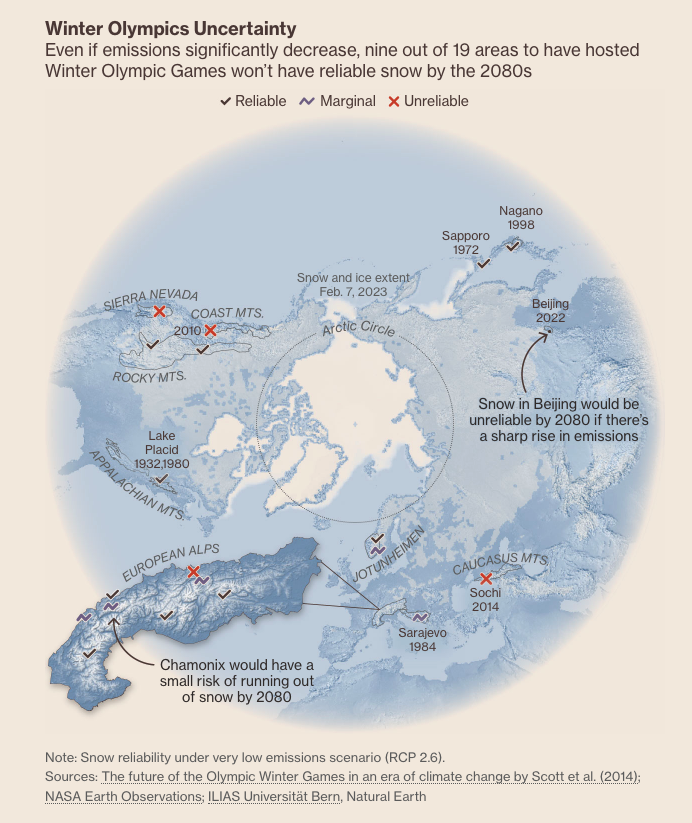 Winter Olympics Uncertainty
Even if emissions significantly decrease, nine out of 19 areas to have hosted
Winter Olympic Games won't have reliable snow by the 2080s
Reliable
Marginal
Unreliable
Nagano
1998
Sapporo
1972
Snow and ice extent
Feb. 7, 2023
Arctic Circle
SIERRA NEVADA
COAST MTS.
2010
ROCKY MTS.
Beijing
2022
Snow in Beijing would be
unreliable by 2080 if there's
a sharp rise in emissions
Lake
Placid
1932,1980
APPALACHIAN MTS.
EUROPEAN ALPS
JOTUNHEIMEN
CAUCASUS MTS.
Sochi
2014
Sarajevo
1984
Chamonix would have a
small risk of running out
of snow by 2080
Note: Snow reliability under very low emissions scenario (RCP 2.6).
Sources: The future of the Olympic Winter Games in an era of climate change by Scott et al. (2014);
NASA Earth Observations; ILIAS Universität Bern, Natural Earth